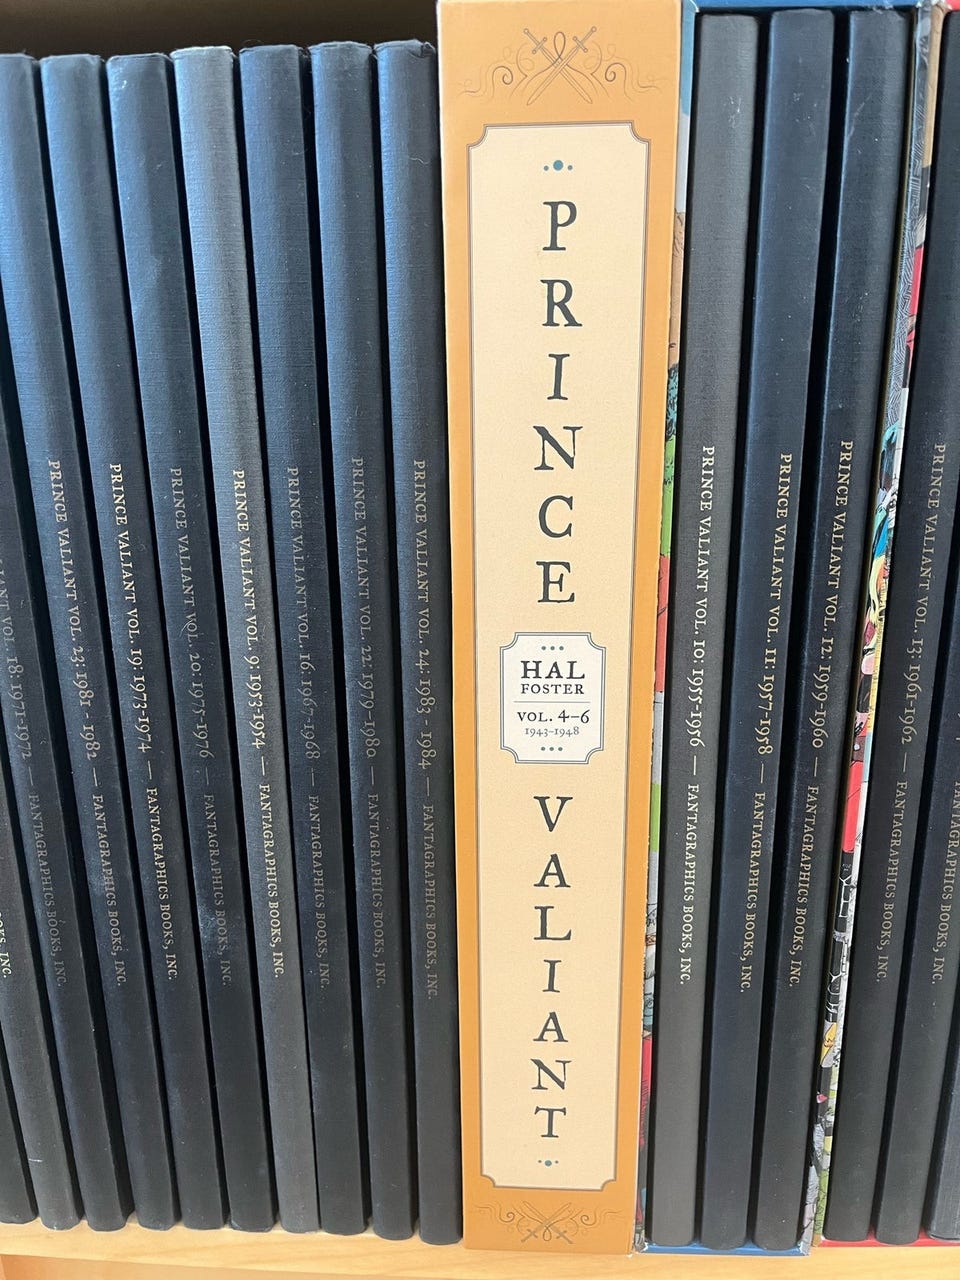 INC.
VOL. 18: 1971-1972 — FANTAGRAPHICS BOOKS, INC.
PRINCE VALIANT VOL. 23: 1981 - 1982 — FANTAGRAPHICS BOOKS, INC.
PRINCE VALIANT VOL. 19: 1973-1974 — FANTAGRAPHICS BOOKS, INC.
PRINCE VALIANT VOL. 20: 1975-1976 — FANTAGRAPHICS BOOKS, INC.
PRINCE VALIANT VOL. 9: 1953-1954 — FANTAGRAPHICS BOOKS, INC.
PRINCE VALIANT VOL. 16: 1967-1968 — FANTAGRAPHICS BOOKS, INC.
PRINCE VALIANT VOL. 22: 1979-1980 — FANTAGRAPHICS BOOKS, INC.
PRINCE VALIANT VOL. 24: 1983 - 1984 — FANTAGRAPHICS BOOKS, INC.
PRINCE
HAL
FOSTER
VOL. 4-6
1943-1948
VALIANT
PRINCE VALIANT VOL. 10: 1955-1956 — FANTAGRAPHICS BOOKS, INC.
PRINCE VALIANT VOL. 11: 1957-1958 — FANTAGRAPHICS BOOKS, INC.
PRINCE VALIANT VOL. 12: 1959-1960 — FANTAGRAPHICS BOOKS, INC.
PRINCE VALIANT VOL. 13: 1961-1962 — FANTAGRAPHICS BOOKS, INC.
FANTAGRAPHICS BOOKS, INC.